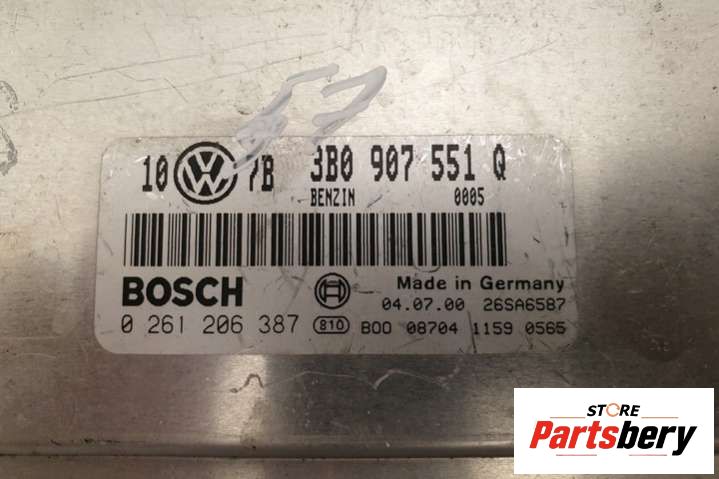 10 7B 3B0 907 551 Q
BENZIN 0005
BOSCH Made in Germany
04.07.00 26SA6587
0 261 206 387 810 B00 08704 1159 0565
STORE
Partsbery